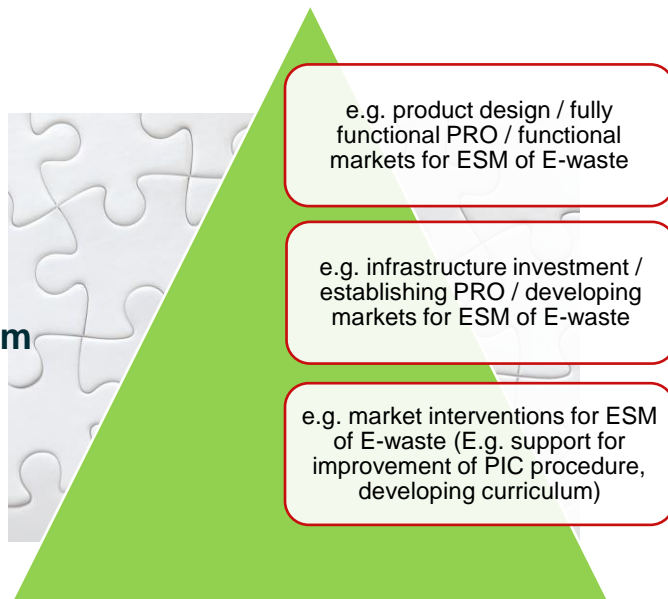 e.g. product design / fully
functional PRO / functional
markets for ESM of E-waste
e.g. infrastructure investment /
establishing PRO / developing
markets for ESM of E-waste
m
e.g. market interventions for ESM
of E-waste (E.g. support for
improvement of PIC procedure,
developing curriculum)